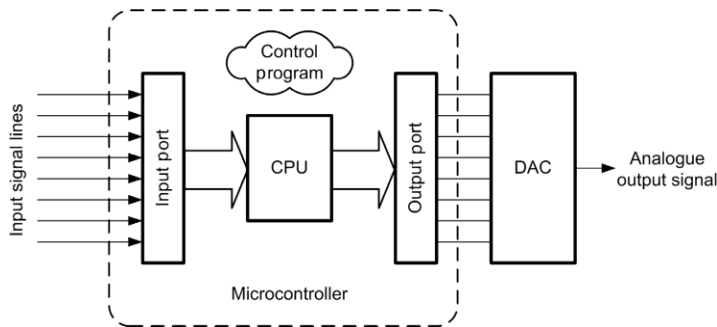 Control
program
Input signal lines
Input port
CPU
Output port
DAC
Analogue
output signal
Microcontroller